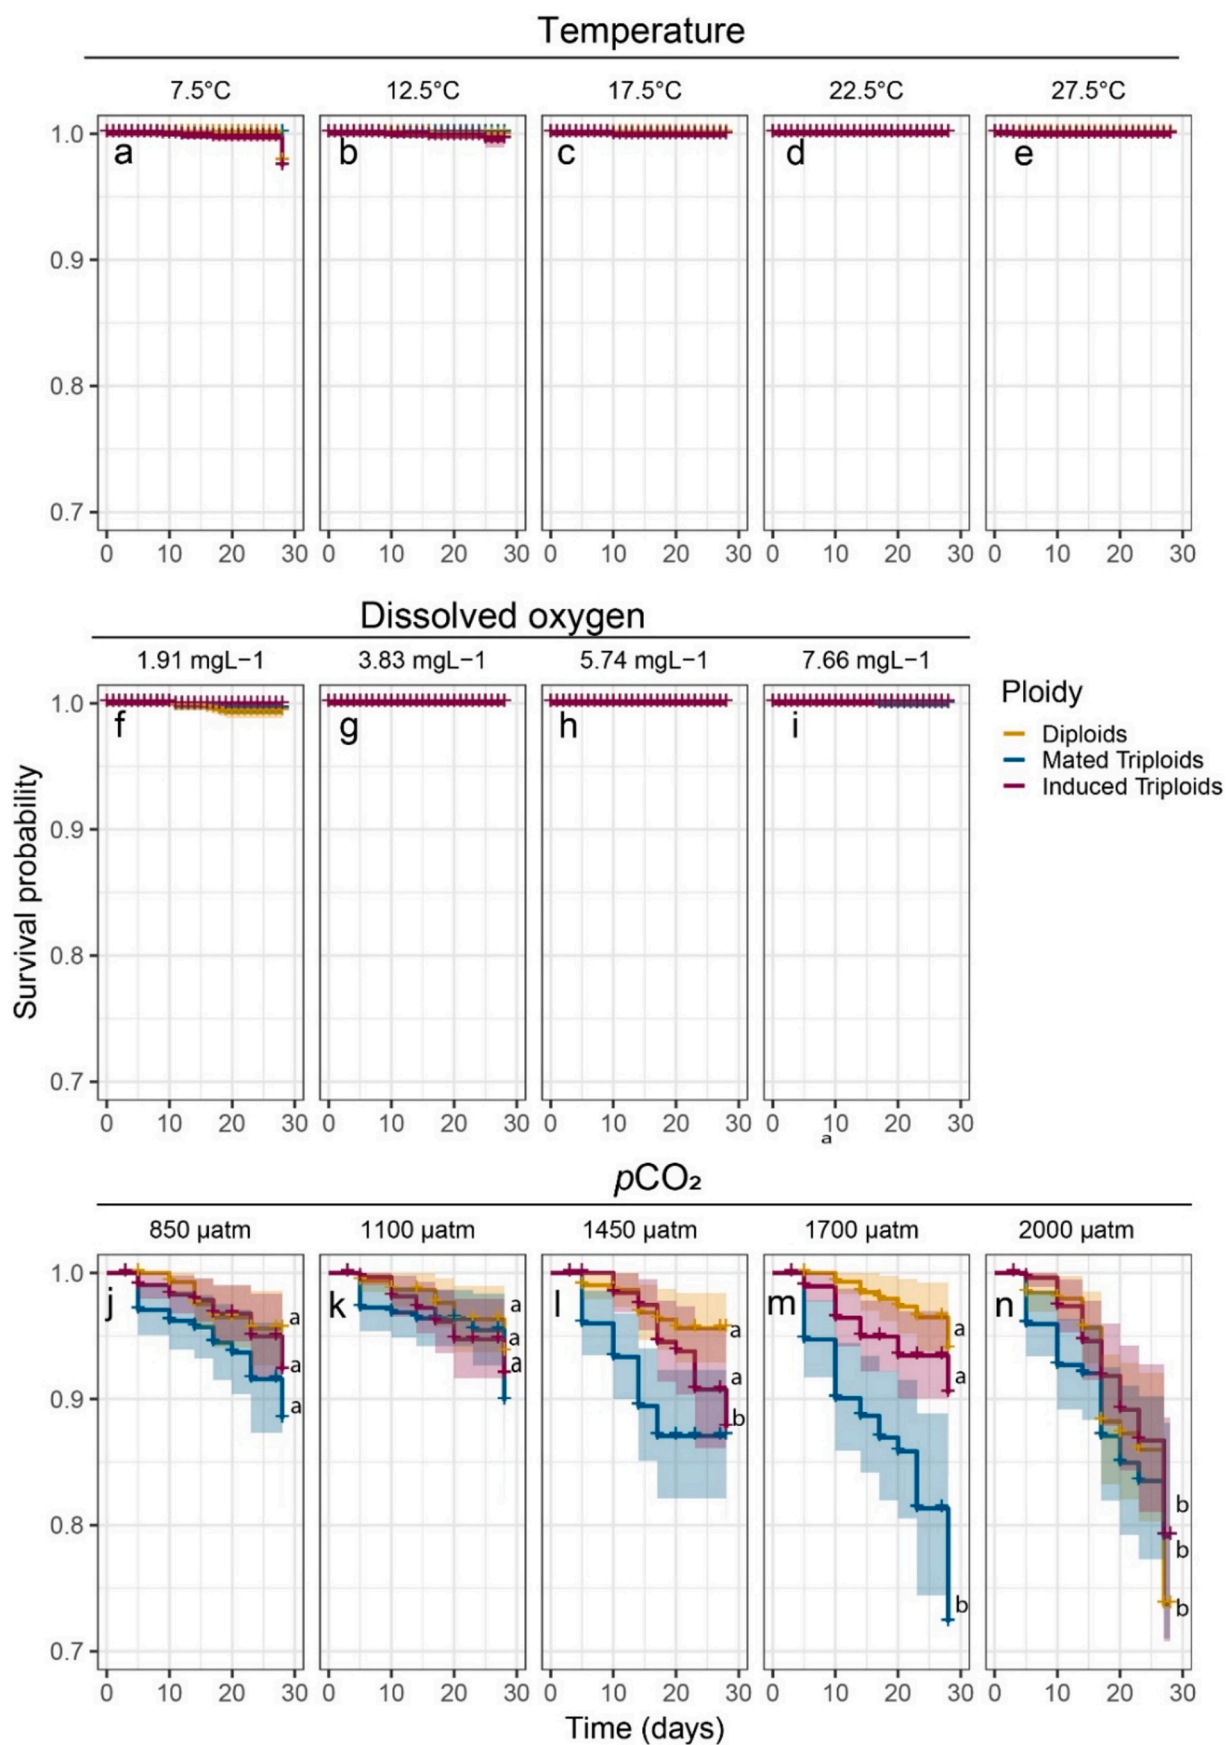 Temperature
7.5°C 12.5°C 17.5°C 22.5°C 27.5°C
1.0
a b c d e
0.9
0.8
0.7
0 10 20 30 0 10 20 30 0 10 20 30 0 10 20 30 0 10 20 30
Dissolved oxygen
1.91 mgL−1 3.83 mgL−1 5.74 mgL−1 7.66 mgL−1
1.0
f g h i
0.9
0.8
0.7
0 10 20 30 0 10 20 30 0 10 20 30 0 10 20 30
a
Ploidy
Diploids
Mated Triploids
Induced Triploids
Survival probability
pCO₂
850 µatm 1100 µatm 1450 µatm 1700 µatm 2000 µatm
1.0
j k l m n
0.9
0.8
0.7
a
a
a
a
a
a
a
a
b
a
a
b
b
b
b
0 10 20 30 0 10 20 30 0 10 20 30 0 10 20 30 0 10 20 30
Time (days)